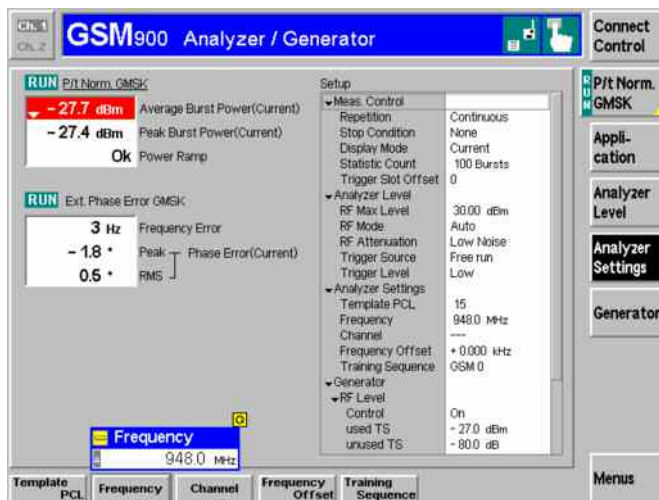 Ch. 1
Ch. 2
GSM900 Analyzer / Generator
Connect Control
RUN P/t Norm. GMSK
- 27.7 dBm Average Burst Power(Current)
- 27.4 dBm Peak Burst Power(Current)
Ok Power Ramp
RUN Ext. Phase Error GMSK
3 Hz Frequency Error
- 1.8 ° Peak Phase Error(Current)
0.5 ° RMS
Setup
Meas. Control
Repetition Continuous
Stop Condition None
Display Mode Current
Statistic Count 100 Bursts
Trigger Slot Offset 0
Analyzer Level
RF Max Level 30.00 dBm
RF Mode Auto
RF Attenuation Low Noise
Trigger Source Free run
Trigger Level Low
Analyzer Settings
Template PCL 15
Frequency 948.0 MHz
Channel ---
Frequency Offset + 0.000 kHz
Training Sequence GSM 0
Generator
RF Level
Control On
used TS - 27.0 dBm
unused TS - 80.0 dB
RUN
P/t Norm. GMSK
Appli-
cation
Analyzer Level
Analyzer Settings
Generator
Menus
G
Frequency
948.0 MHz
Template PCL
Frequency
Channel
Frequency Offset
Training Sequence